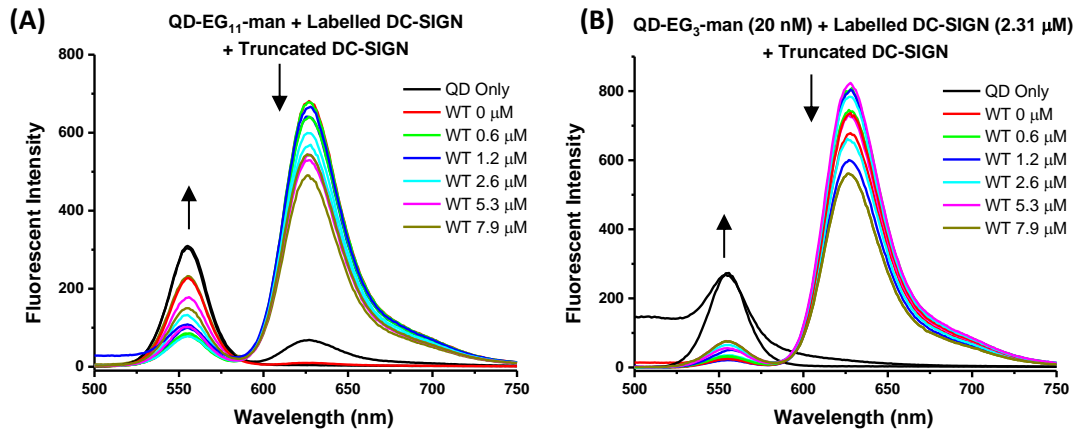 (A)
QD-EG₁₁-man + Labelled DC-SIGN
+ Truncated DC-SIGN
800
700
600
500
400
300
200
100
0
Fluorescent Intensity
QD Only
WT 0 μM
WT 0.6 μM
WT 1.2 μM
WT 2.6 μM
WT 5.3 μM
WT 7.9 μM
500 550 600 650 700 750
Wavelength (nm)
(B)
QD-EG₃-man (20 nM) + Labelled DC-SIGN (2.31 μM)
+ Truncated DC-SIGN
800
600
400
200
0
Fluorescent Intensity
QD Only
WT 0 μM
WT 0.6 μM
WT 1.2 μM
WT 2.6 μM
WT 5.3 μM
WT 7.9 μM
500 550 600 650 700 750
Wavelength (nm)